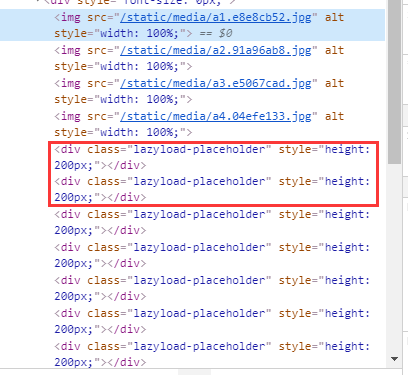 ▼<div style="font-size: 0px;">
<img src="/static/media/a1.e8e8cb52.jpg" alt
style="width: 100%;"> == $0
<img src="/static/media/a2.91a96ab8.jpg" alt
style="width: 100%;">
<img src="/static/media/a3.e5067cad.jpg" alt
style="width: 100%;">
<img src="/static/media/a4.04efe133.jpg" alt
style="width: 100%;">
<div class="lazyload-placeholder" style="height:
200px;"></div>
<div class="lazyload-placeholder" style="height:
200px;"></div>
<div class="lazyload-placeholder" style="height:
200px;"></div>
<div class="lazyload-placeholder" style="height:
200px;"></div>
<div class="lazyload-placeholder" style="height:
200px;"></div>
<div class="lazyload-placeholder" style="height:
200px;"></div>
<div class="lazyload-placeholder" style="height:
200px;"></div>